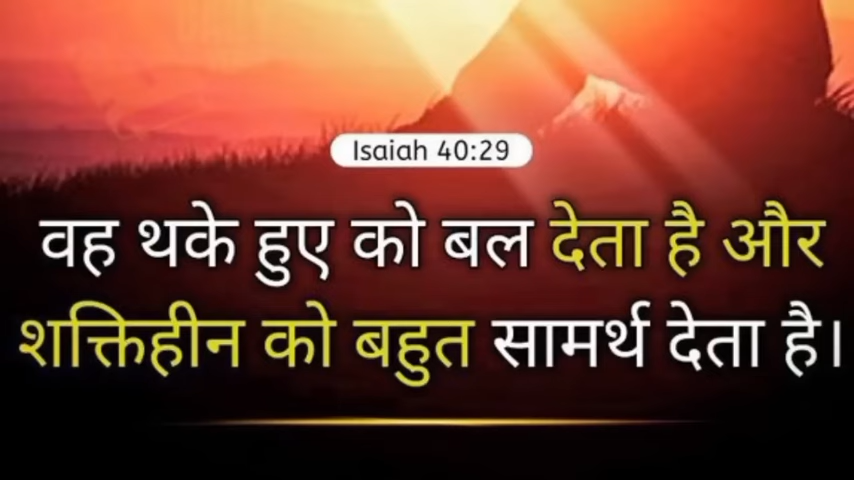 Isaiah 40:29
वह थके हुए को बल देता है और
शक्तिहीन को बहुत सामर्थ देता है।